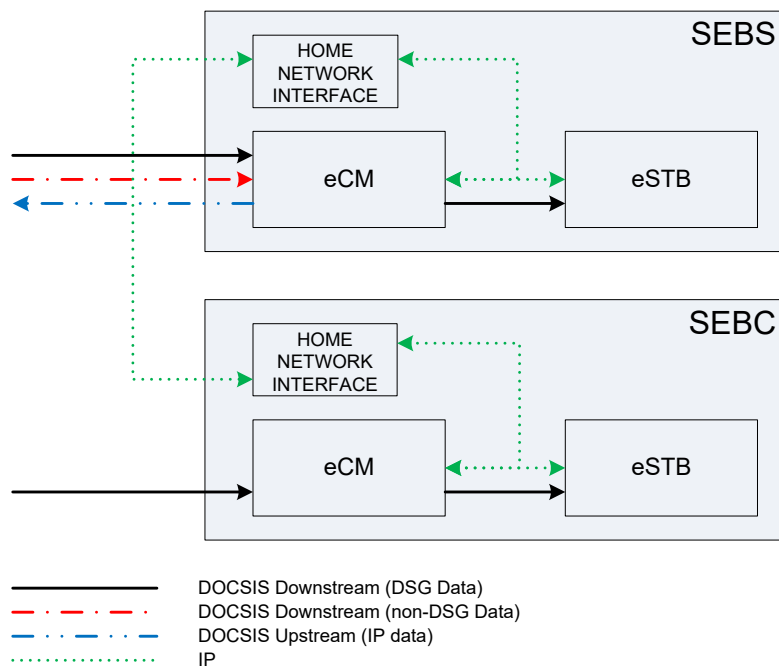 SEBS
HOME
NETWORK
INTERFACE
eCM
eSTB
SEBC
HOME
NETWORK
INTERFACE
eCM
eSTB
DOCSIS Downstream (DSG Data)
DOCSIS Downstream (non-DSG Data)
DOCSIS Upstream (IP data)
IP